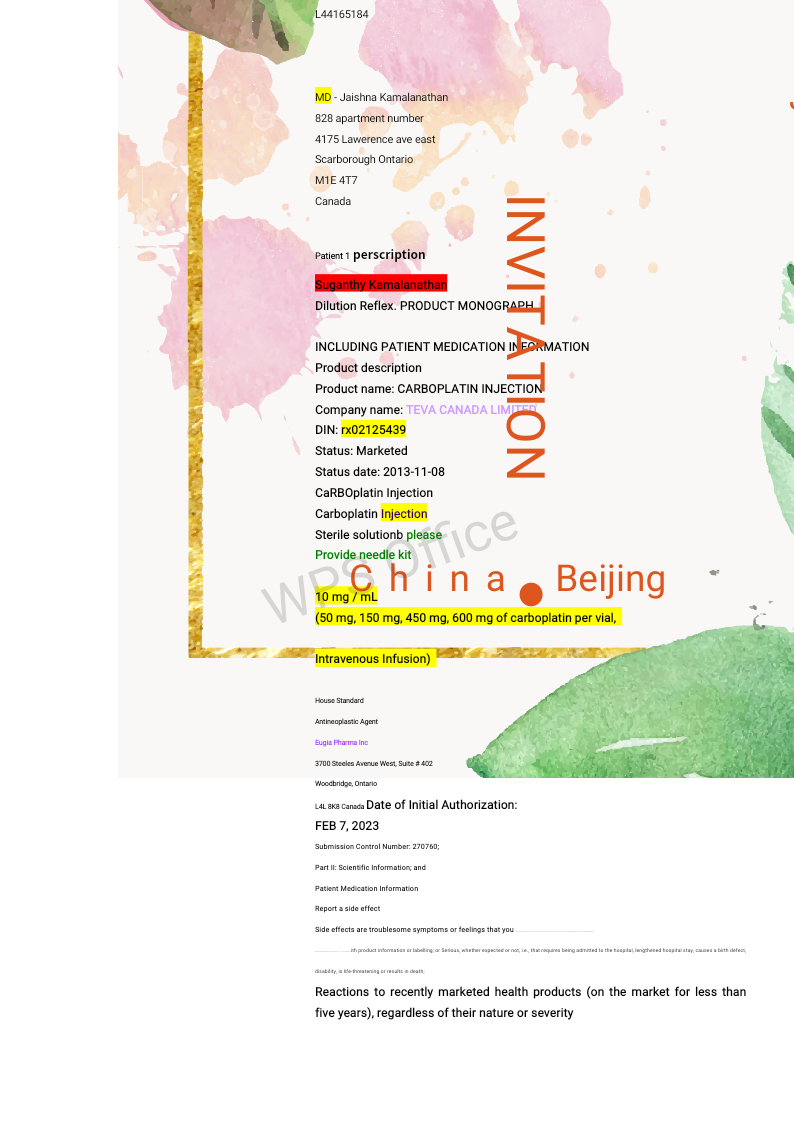 L44165184
MD - Jaishna Kamalanathan
828 apartment number
4175 Lawerence ave east
Scarborough Ontario
M1E 4T7
Canada
INVITATION
Patient 1 perscription
Suganthy Kamalanathan
Dilution Reflex. PRODUCT MONOGRAPH
INCLUDING PATIENT MEDICATION INFORMATION
Product description
Product name: CARBOPLATIN INJECTION
Company name: TEVA CANADA LIMITED
DIN: rx02125439
Status: Marketed
Status date: 2013-11-08
CaRBOplatin Injection
Carboplatin Injection
Sterile solutionb please
Provide needle kit
WPS Office
China Beijing
10 mg / mL
(50 mg, 150 mg, 450 mg, 600 mg of carboplatin per vial,
Intravenous Infusion)
House Standard
Antineoplastic Agent
Eugia Pharma Inc
3700 Steeles Avenue West, Suite # 402
Woodbridge, Ontario
L4L 8K8 Canada Date of Initial Authorization:
FEB 7, 2023
Submission Control Number: 270760;
Part II: Scientific Information; and
Patient Medication Information
Report a side effect
Side effects are troublesome symptoms or feelings that you
ith product information or labelling; or Serious, whether expected or not, i.e., that requires being admitted to the hospital, lengthened hospital stay, causes a birth defect;
disability, is life-threatening or results in death;
Reactions to recently marketed health products (on the market for less than
five years), regardless of their nature or severity